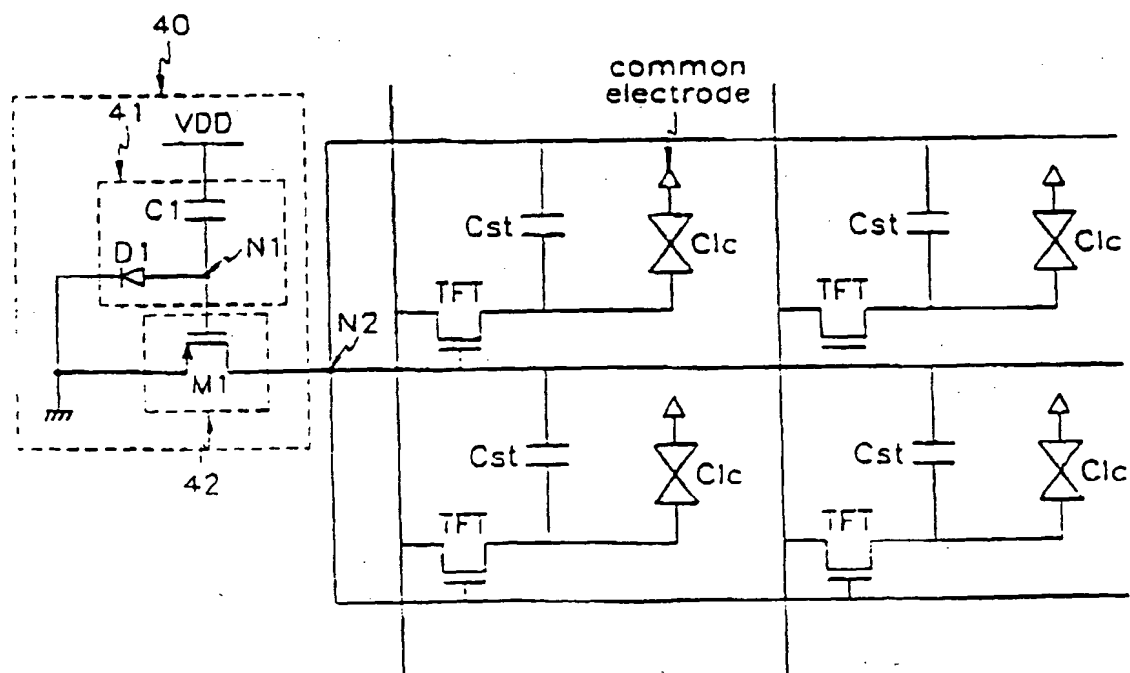 40
common
electrode
41
VDD
C1
Cst
Clc
Cst
Clc
D1
N1
TFT
TFT
N2
M1
Cst
Clc
Cst
Clc
42
TFT
TFT